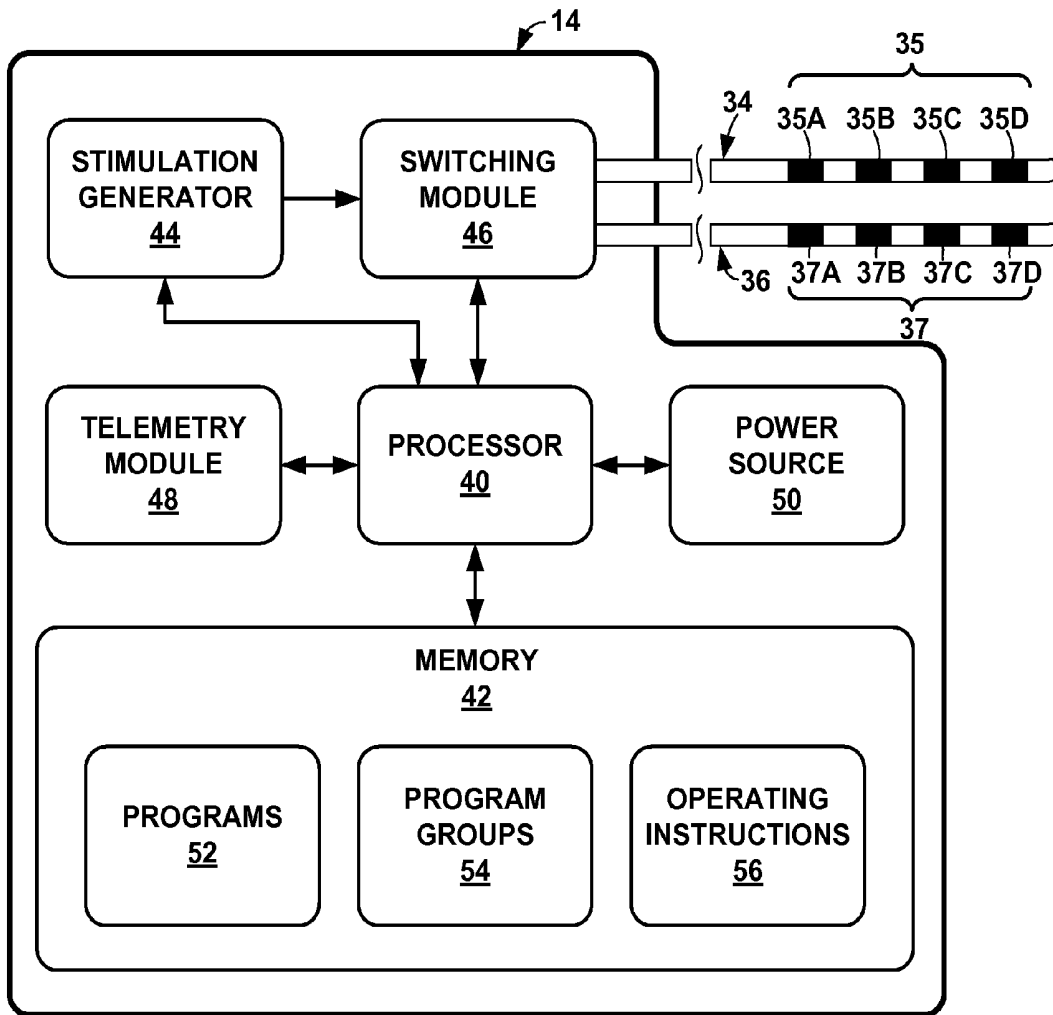 14
35
34
35A 35B 35C 35D
STIMULATION
GENERATOR
44
SWITCHING
MODULE
46
36
37A 37B 37C 37D
37
TELEMETRY
MODULE
48
PROCESSOR
40
POWER
SOURCE
50
MEMORY
42
PROGRAMS
52
PROGRAM
GROUPS
54
OPERATING
INSTRUCTIONS
56